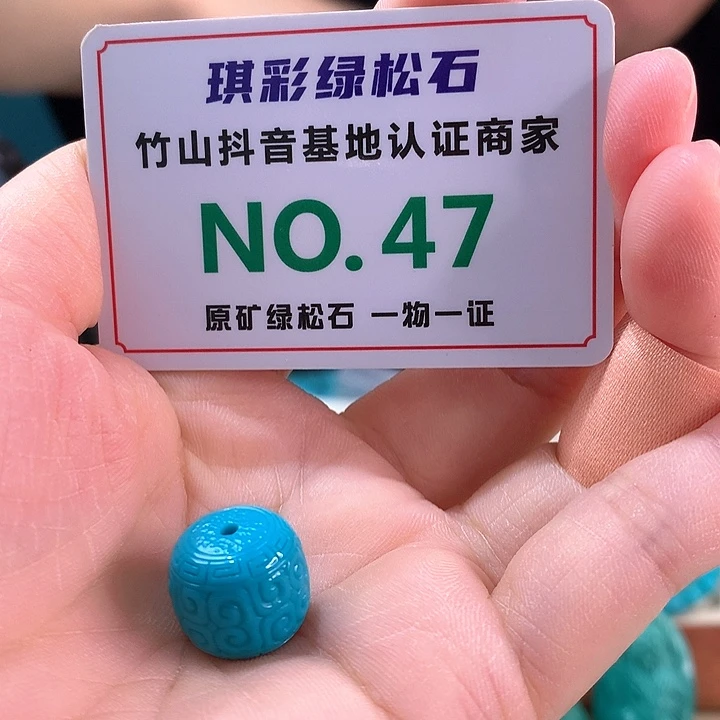 琪彩绿松石
竹山抖音基地认证商家
NO.47
原矿绿松石 一物一证